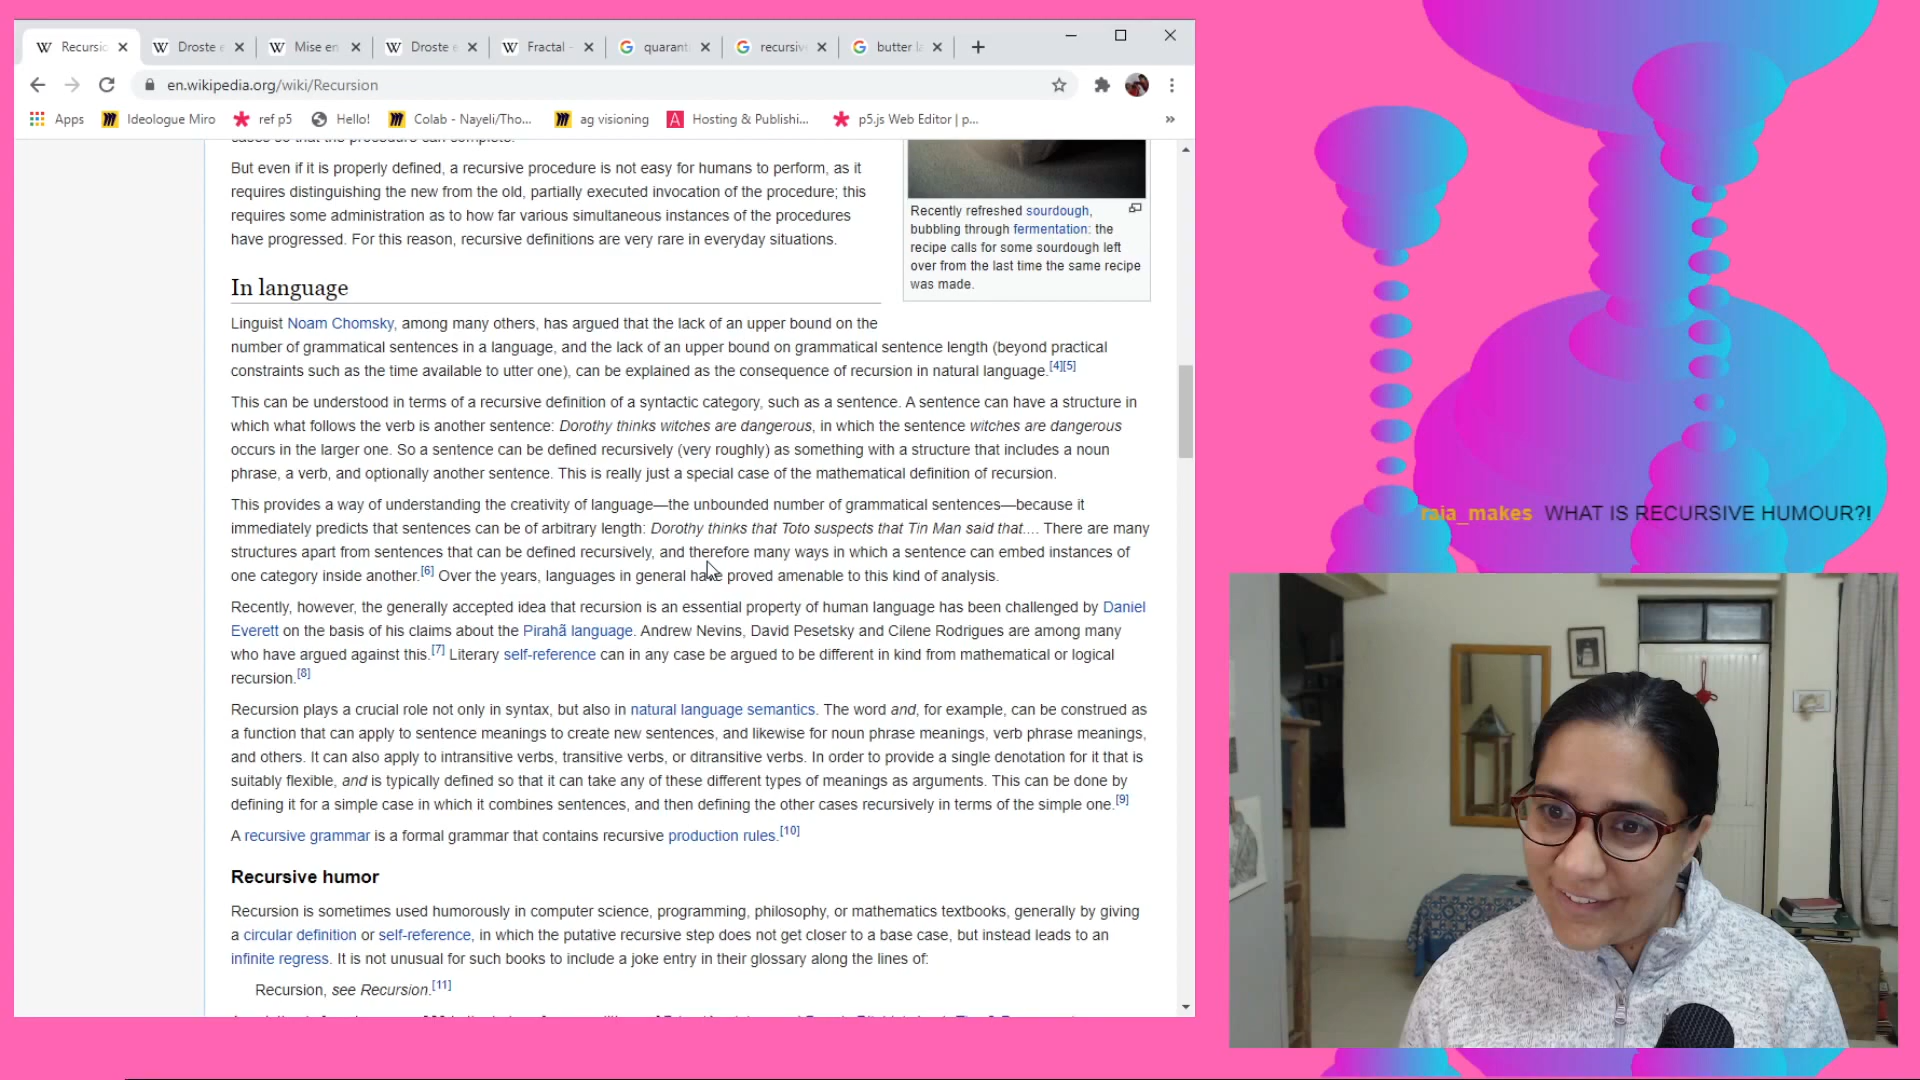 Recursic
Droste e
Mise en
Droste e
Fractal -
quarant
recursive
butter la
en.wikipedia.org/wiki/Recursion
Apps Ideologue Miro ref p5 Hello! Colab - Nayeli/Tho... ag visioning Hosting & Publishi... p5.js Web Editor | p... »
But even if it is properly defined, a recursive procedure is not easy for humans to perform, as it
requires distinguishing the new from the old, partially executed invocation of the procedure; this
requires some administration as to how far various simultaneous instances of the procedures
have progressed. For this reason, recursive definitions are very rare in everyday situations.
Recently refreshed sourdough,
bubbling through fermentation: the
recipe calls for some sourdough left
over from the last time the same recipe
was made.
In language
Linguist Noam Chomsky, among many others, has argued that the lack of an upper bound on the
number of grammatical sentences in a language, and the lack of an upper bound on grammatical sentence length (beyond practical
constraints such as the time available to utter one), can be explained as the consequence of recursion in natural language.[4][5]
This can be understood in terms of a recursive definition of a syntactic category, such as a sentence. A sentence can have a structure in
which what follows the verb is another sentence: Dorothy thinks witches are dangerous, in which the sentence witches are dangerous
occurs in the larger one. So a sentence can be defined recursively (very roughly) as something with a structure that includes a noun
phrase, a verb, and optionally another sentence. This is really just a special case of the mathematical definition of recursion.
This provides a way of understanding the creativity of language—the unbounded number of grammatical sentences—because it
immediately predicts that sentences can be of arbitrary length: Dorothy thinks that Toto suspects that Tin Man said that.... There are many
structures apart from sentences that can be defined recursively, and therefore many ways in which a sentence can embed instances of
one category inside another.[6] Over the years, languages in general have proved amenable to this kind of analysis.
Recently, however, the generally accepted idea that recursion is an essential property of human language has been challenged by Daniel
Everett on the basis of his claims about the Pirahã language. Andrew Nevins, David Pesetsky and Cilene Rodrigues are among many
who have argued against this.[7] Literary self-reference can in any case be argued to be different in kind from mathematical or logical
recursion.[8]
Recursion plays a crucial role not only in syntax, but also in natural language semantics. The word and, for example, can be construed as
a function that can apply to sentence meanings to create new sentences, and likewise for noun phrase meanings, verb phrase meanings,
and others. It can also apply to intransitive verbs, transitive verbs, or ditransitive verbs. In order to provide a single denotation for it that is
suitably flexible, and is typically defined so that it can take any of these different types of meanings as arguments. This can be done by
defining it for a simple case in which it combines sentences, and then defining the other cases recursively in terms of the simple one.[9]
A recursive grammar is a formal grammar that contains recursive production rules.[10]
Recursive humor
Recursion is sometimes used humorously in computer science, programming, philosophy, or mathematics textbooks, generally by giving
a circular definition or self-reference, in which the putative recursive step does not get closer to a base case, but instead leads to an
infinite regress. It is not unusual for such books to include a joke entry in their glossary along the lines of:
Recursion, see Recursion.[11]
raia_makes WHAT IS RECURSIVE HUMOUR?!